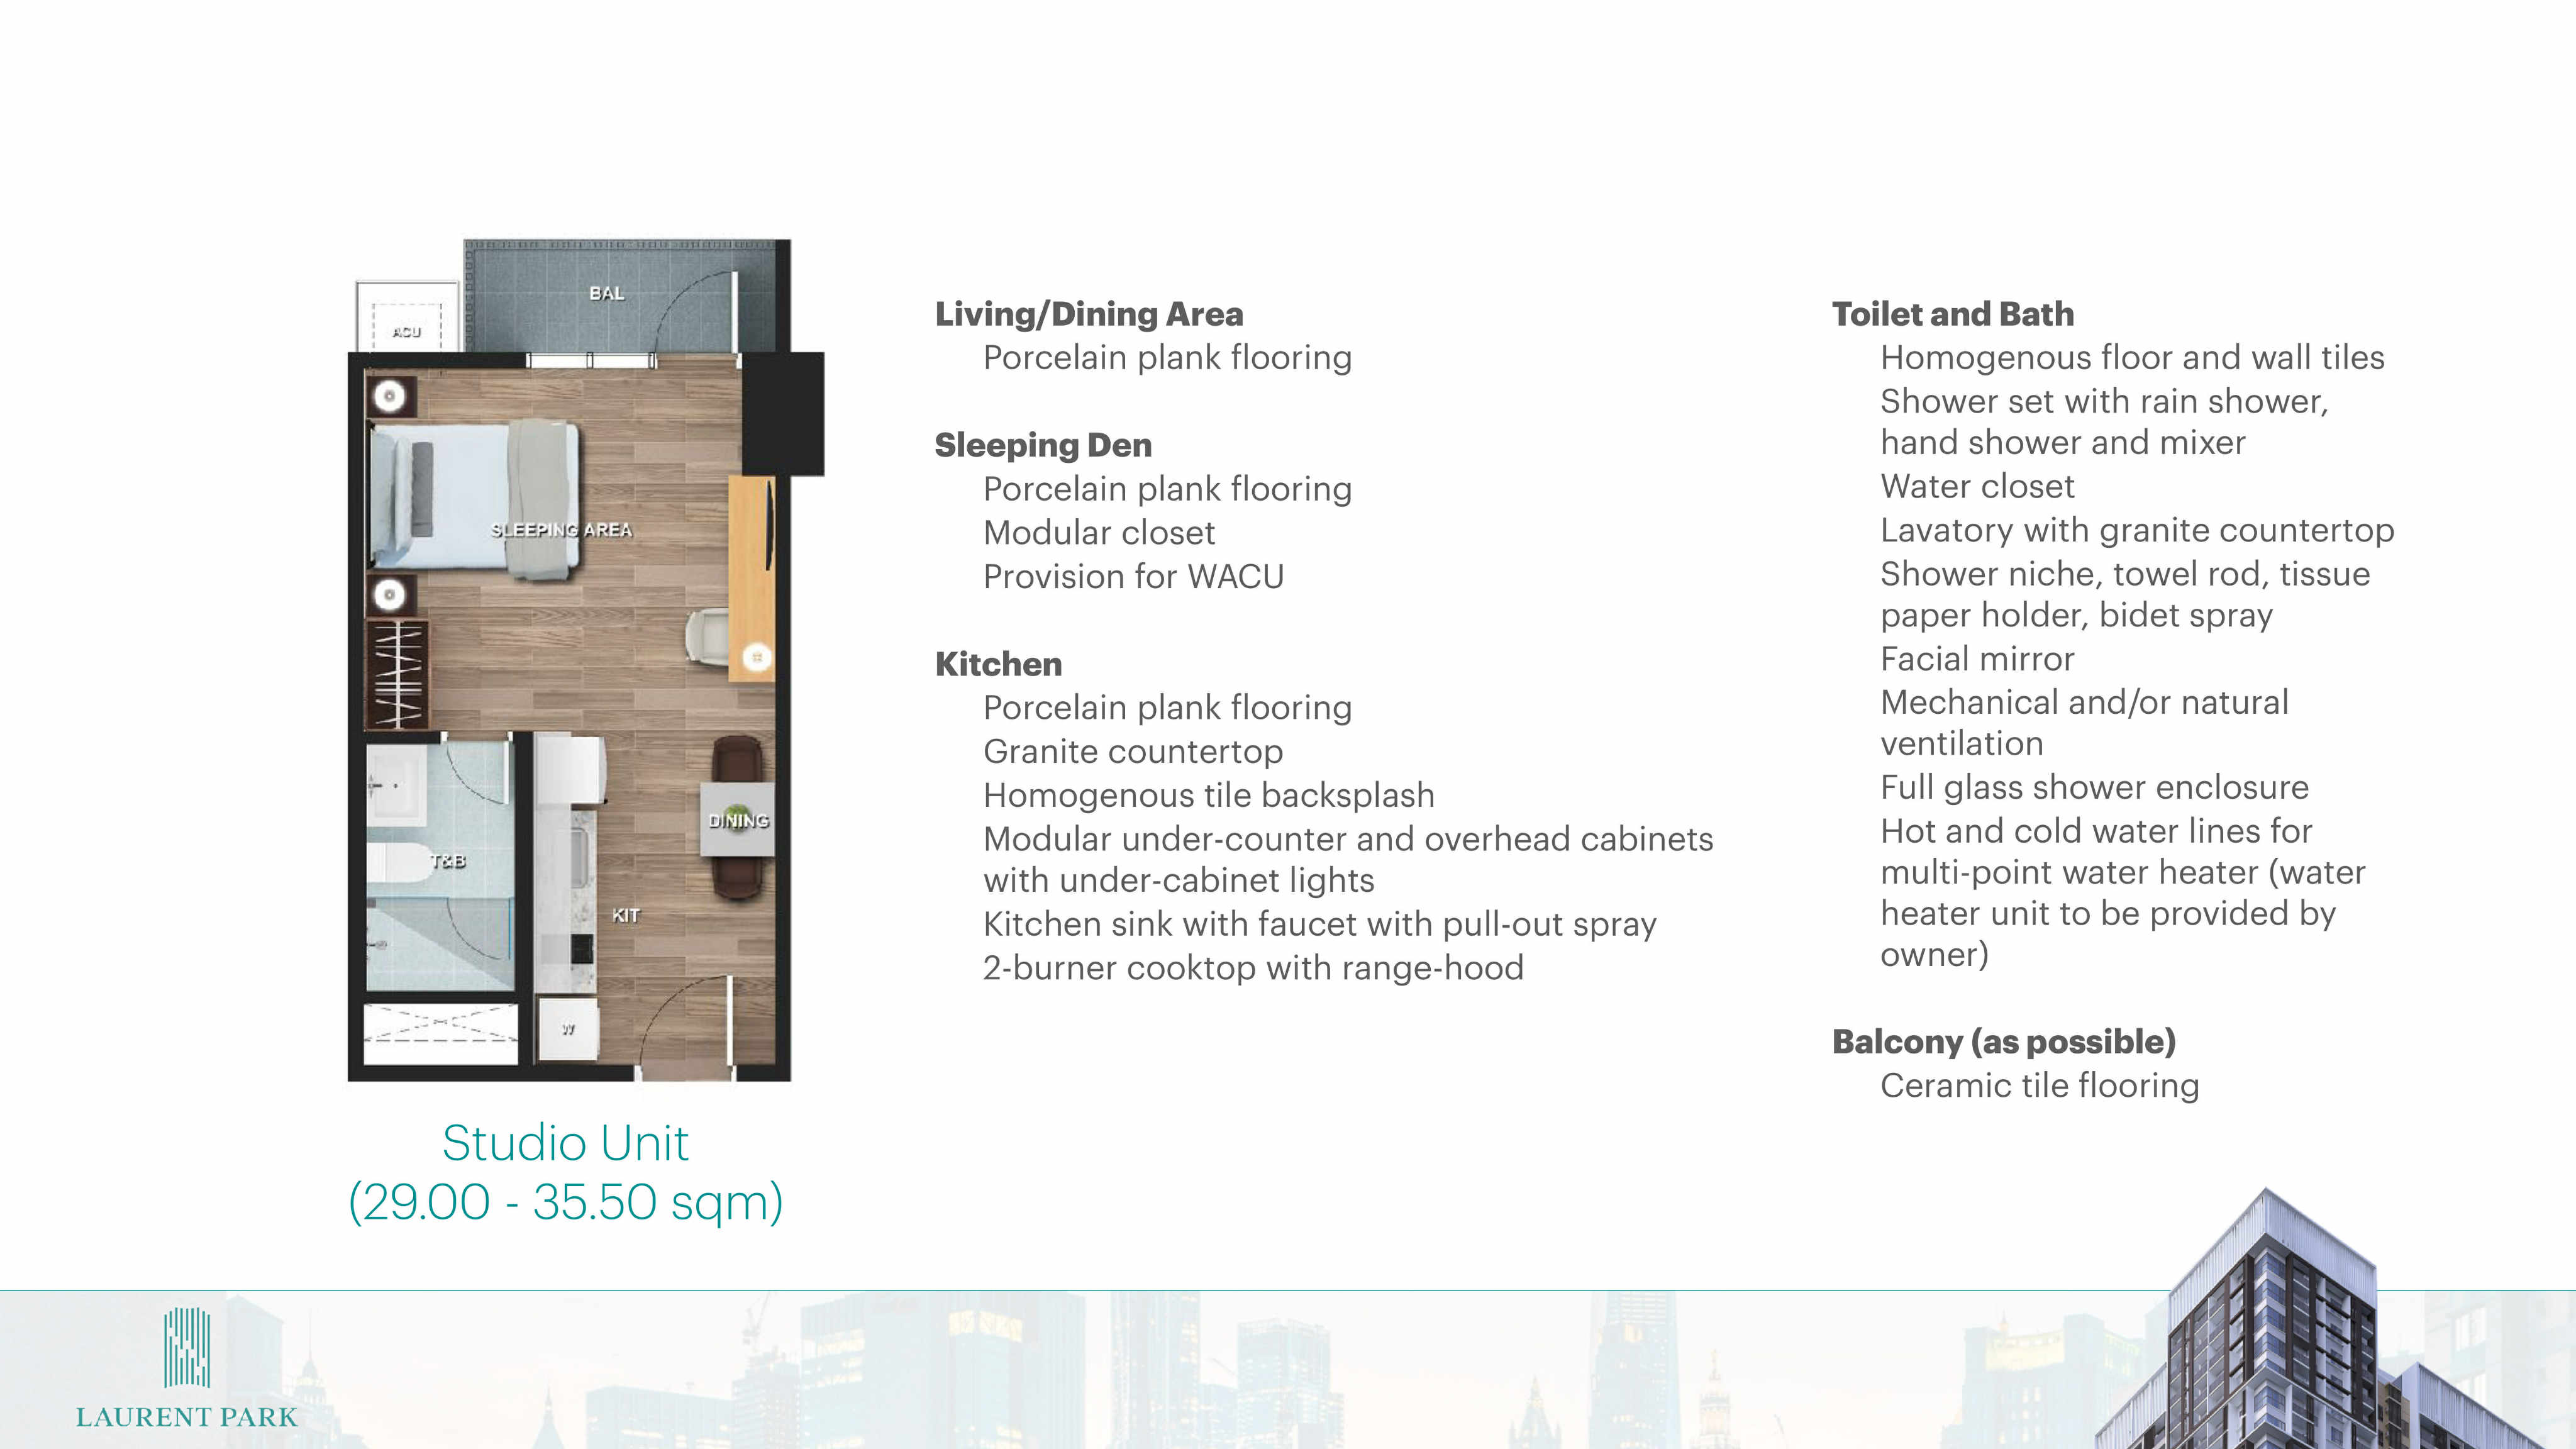 BAL
ACU
SLEEPING AREA
DINING
T&B
KIT
W
Studio Unit
(29.00 - 35.50 sqm)
Living/Dining Area
Porcelain plank flooring
Sleeping Den
Porcelain plank flooring
Modular closet
Provision for WACU
Kitchen
Porcelain plank flooring
Granite countertop
Homogenous tile backsplash
Modular under-counter and overhead cabinets
with under-cabinet lights
Kitchen sink with faucet with pull-out spray
2-burner cooktop with range-hood
Toilet and Bath
Homogenous floor and wall tiles
Shower set with rain shower,
hand shower and mixer
Water closet
Lavatory with granite countertop
Shower niche, towel rod, tissue
paper holder, bidet spray
Facial mirror
Mechanical and/or natural
ventilation
Full glass shower enclosure
Hot and cold water lines for
multi-point water heater (water
heater unit to be provided by
owner)
Balcony (as possible)
Ceramic tile flooring
LAURENT PARK